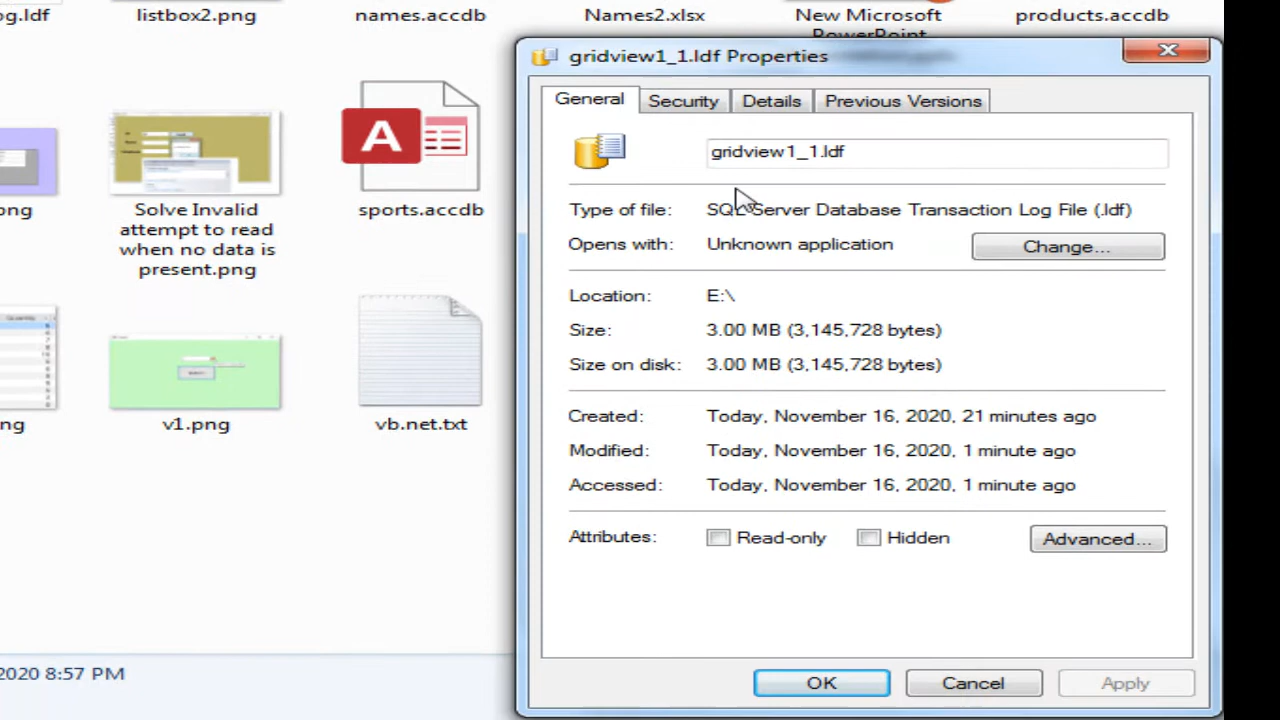 og.ldf
listbox2.png
names.accdb
Names2.xlsx
New Microsoft
PowerPoint
products.accdb
gridview1_1.ldf Properties
General
Security
Details
Previous Versions
gridview1_1.ldf
Type of file: SQL Server Database Transaction Log File (.ldf)
Opens with: Unknown application
Change...
Location: E:\
Size: 3.00 MB (3,145,728 bytes)
Size on disk: 3.00 MB (3,145,728 bytes)
Created: Today, November 16, 2020, 21 minutes ago
Modified: Today, November 16, 2020, 1 minute ago
Accessed: Today, November 16, 2020, 1 minute ago
Attributes:
Read-only
Hidden
Advanced...
OK
Cancel
Apply
png
Solve Invalid
attempt to read
when no data is
present.png
A
sports.accdb
ng
v1.png
vb.net.txt
2020 8:57 PM